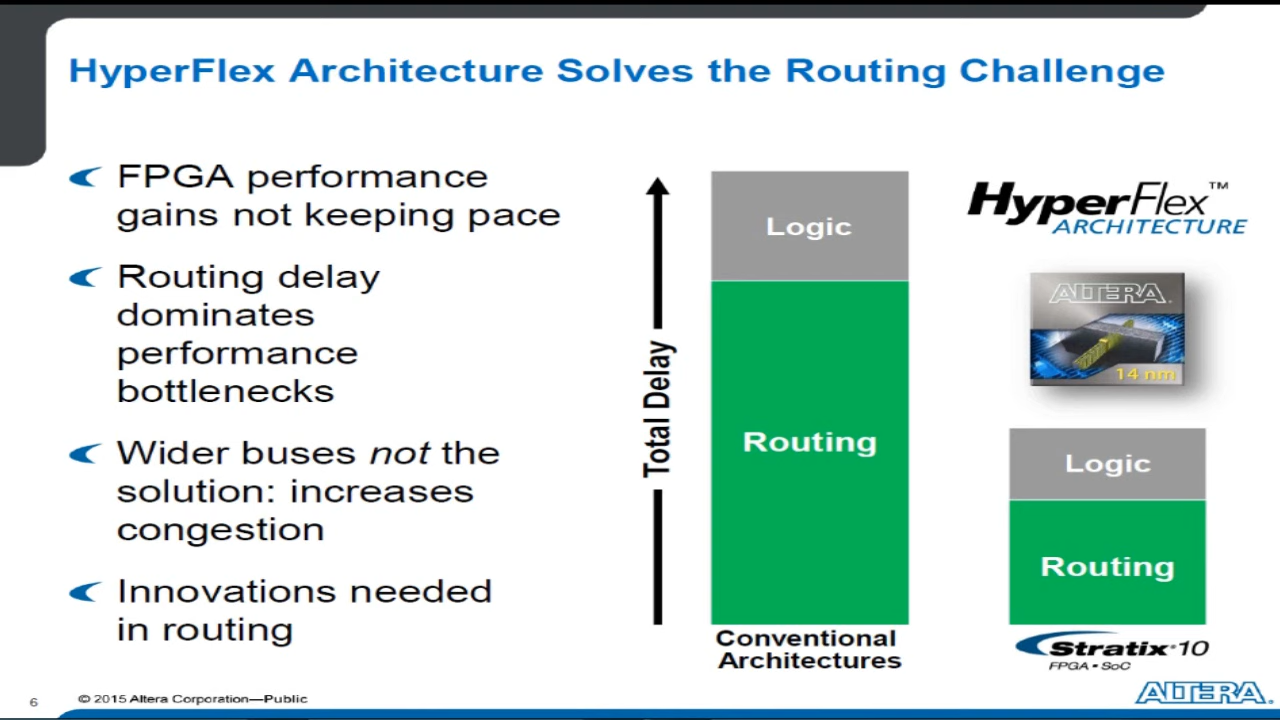 HyperFlex Architecture Solves the Routing Challenge
FPGA performance
gains not keeping pace
Routing delay
dominates
performance
bottlenecks
Wider buses not the
solution: increases
congestion
Innovations needed
in routing
Total Delay
Logic
Routing
Conventional
Architectures
HyperFlex™
ARCHITECTURE
ALTERA
14 nm
Logic
Routing
Stratix® 10
FPGA • SoC
6
© 2015 Altera Corporation—Public
ALTERA®